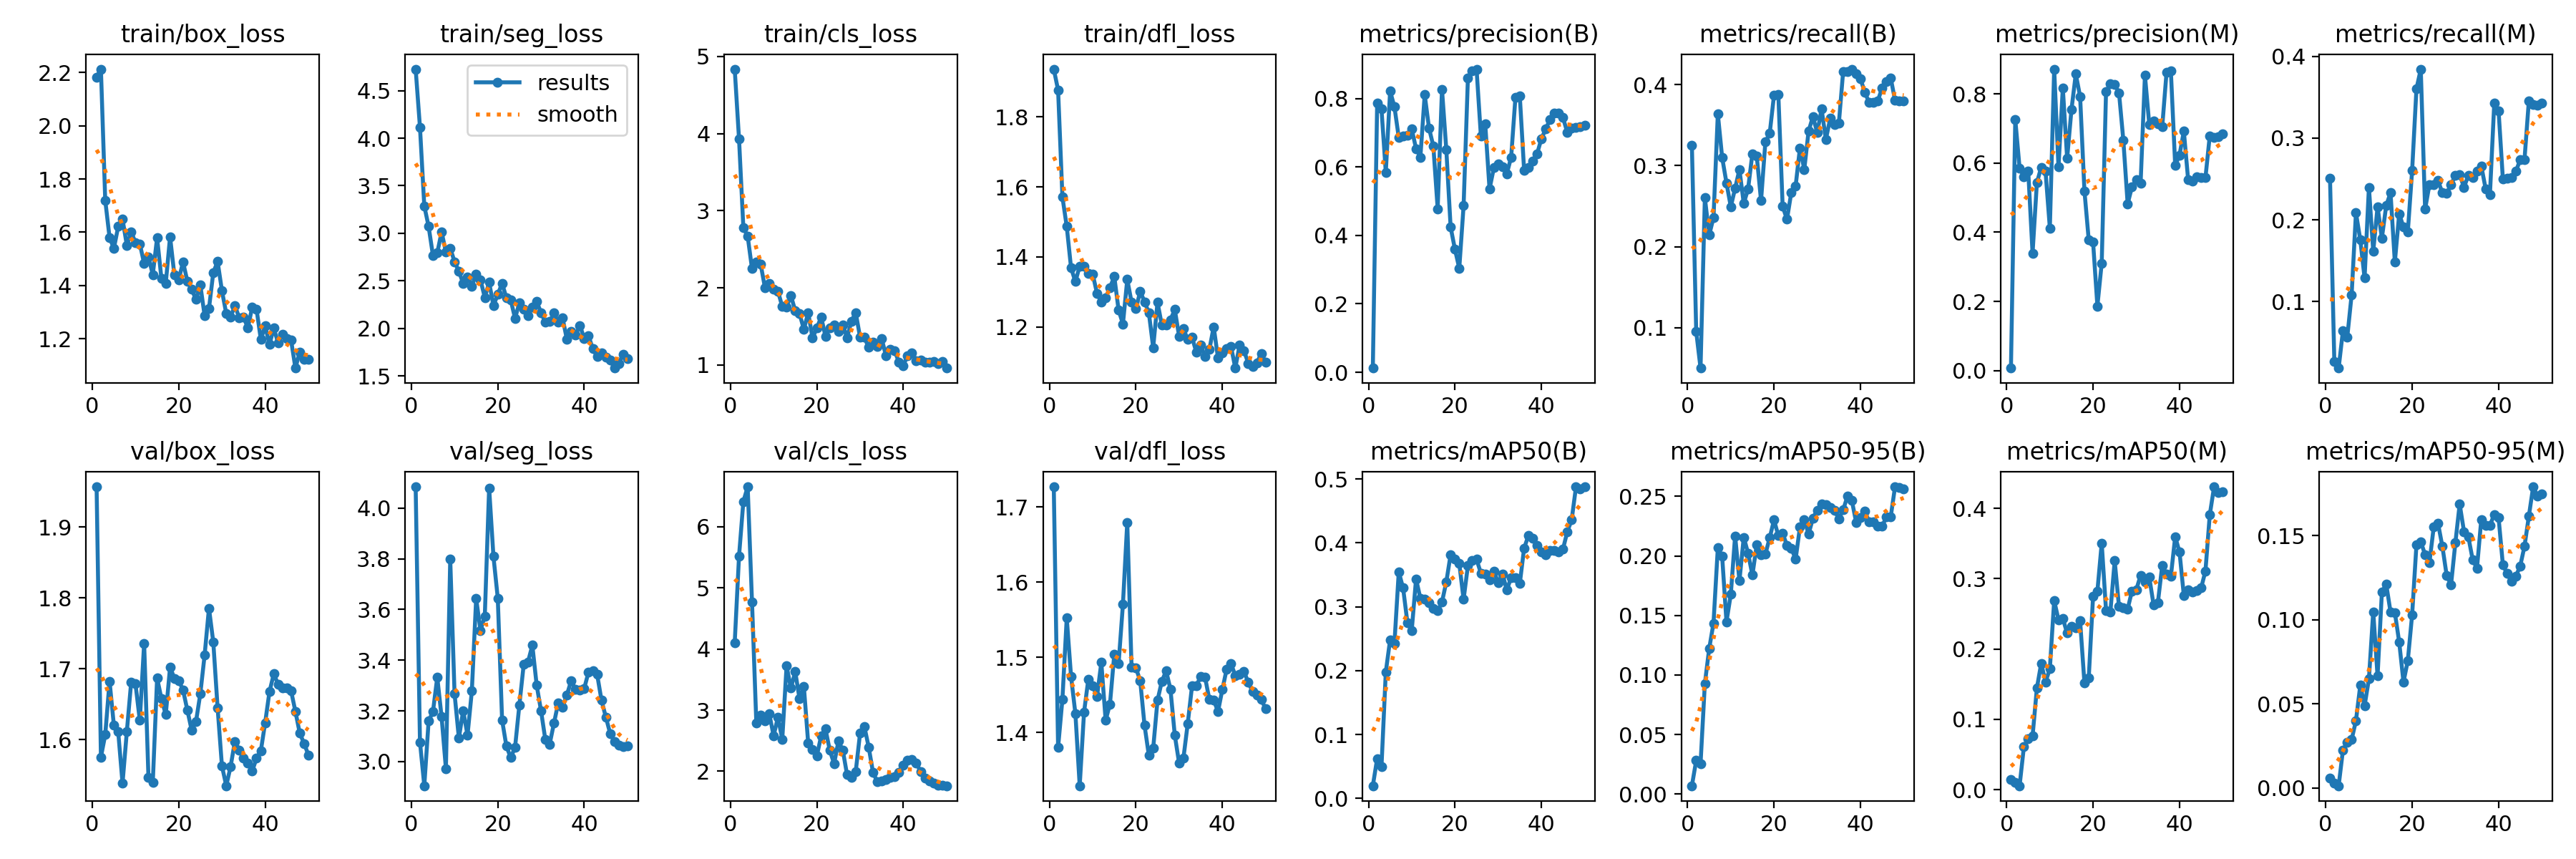 train/box_loss
2.2
2.0
1.8
1.6
1.4
1.2
0 20 40
train/seg_loss
results
smooth
4.5
4.0
3.5
3.0
2.5
2.0
1.5
0 20 40
train/cls_loss
5
4
3
2
1
0 20 40
train/dfl_loss
1.8
1.6
1.4
1.2
0 20 40
metrics/precision(B)
0.8
0.6
0.4
0.2
0.0
0 20 40
metrics/recall(B)
0.4
0.3
0.2
0.1
0 20 40
metrics/precision(M)
0.8
0.6
0.4
0.2
0.0
0 20 40
metrics/recall(M)
0.4
0.3
0.2
0.1
0 20 40
val/box_loss
1.9
1.8
1.7
1.6
0 20 40
val/seg_loss
4.0
3.8
3.6
3.4
3.2
3.0
0 20 40
val/cls_loss
6
5
4
3
2
0 20 40
val/dfl_loss
1.7
1.6
1.5
1.4
0 20 40
metrics/mAP50(B)
0.5
0.4
0.3
0.2
0.1
0.0
0 20 40
metrics/mAP50-95(B)
0.25
0.20
0.15
0.10
0.05
0.00
0 20 40
metrics/mAP50(M)
0.4
0.3
0.2
0.1
0.0
0 20 40
metrics/mAP50-95(M)
0.15
0.10
0.05
0.00
0 20 40